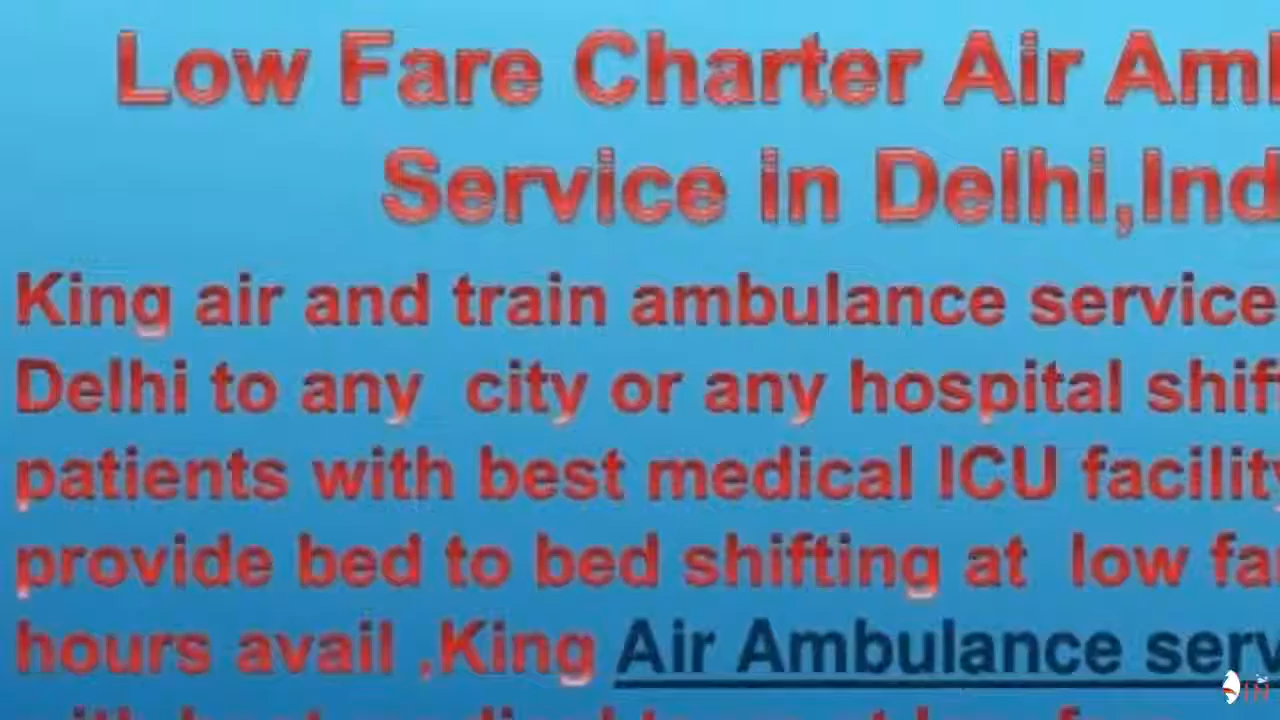 Low Fare Charter Air Am
Service in Delhi,Ind
King air and train ambulance service
Delhi to any city or any hospital shif
patients with best medical ICU facility
provide bed to bed shifting at low fa
hours avail ,King Air Ambulance serv